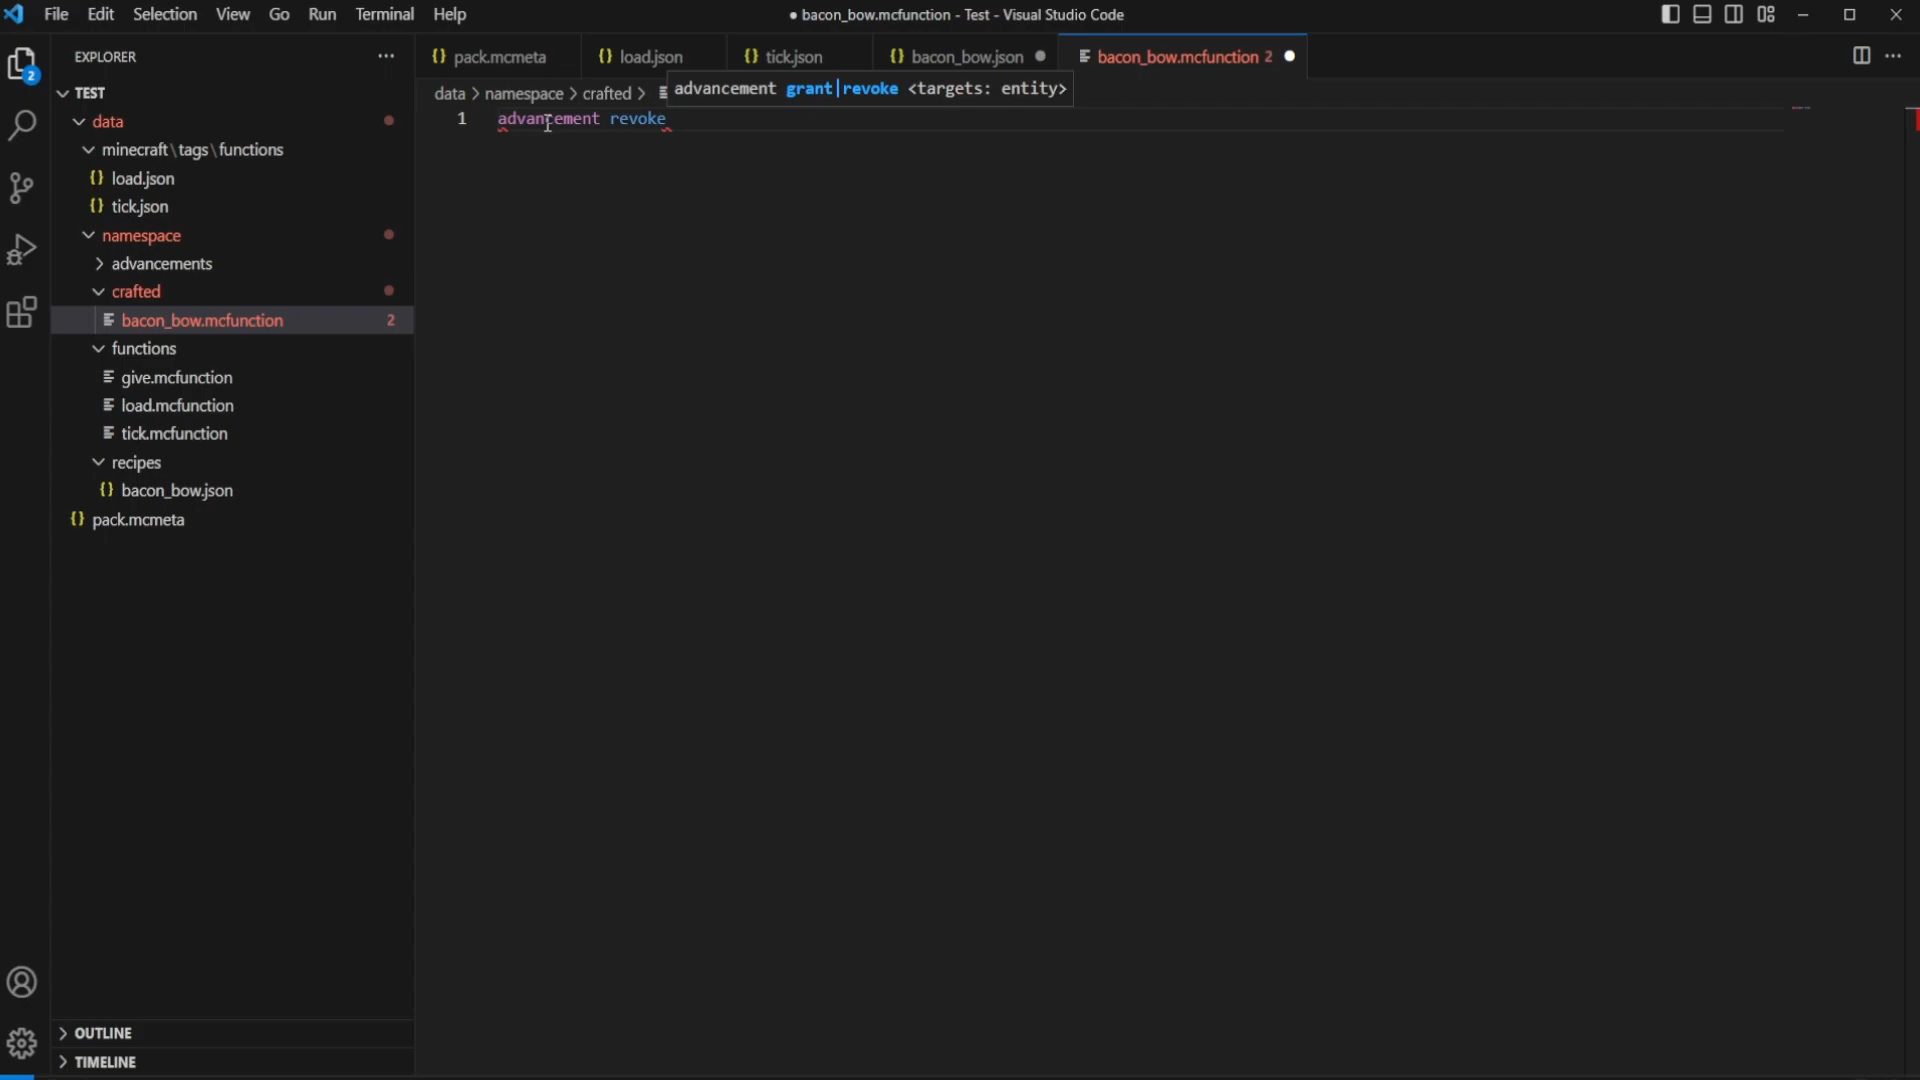 File Edit Selection View Go Run Terminal Help
● bacon_bow.mcfunction - Test - Visual Studio Code
2
EXPLORER
TEST
data
minecraft\tags\functions
{} load.json
{} tick.json
namespace
advancements
crafted
bacon_bow.mcfunction 2
functions
give.mcfunction
load.mcfunction
tick.mcfunction
recipes
{} bacon_bow.json
{} pack.mcmeta
OUTLINE
TIMELINE
{} pack.mcmeta {} load.json {} tick.json {} bacon_bow.json ● bacon_bow.mcfunction 2 ●
data > namespace > crafted >
advancement grant|revoke <targets: entity>
1 advancement revoke